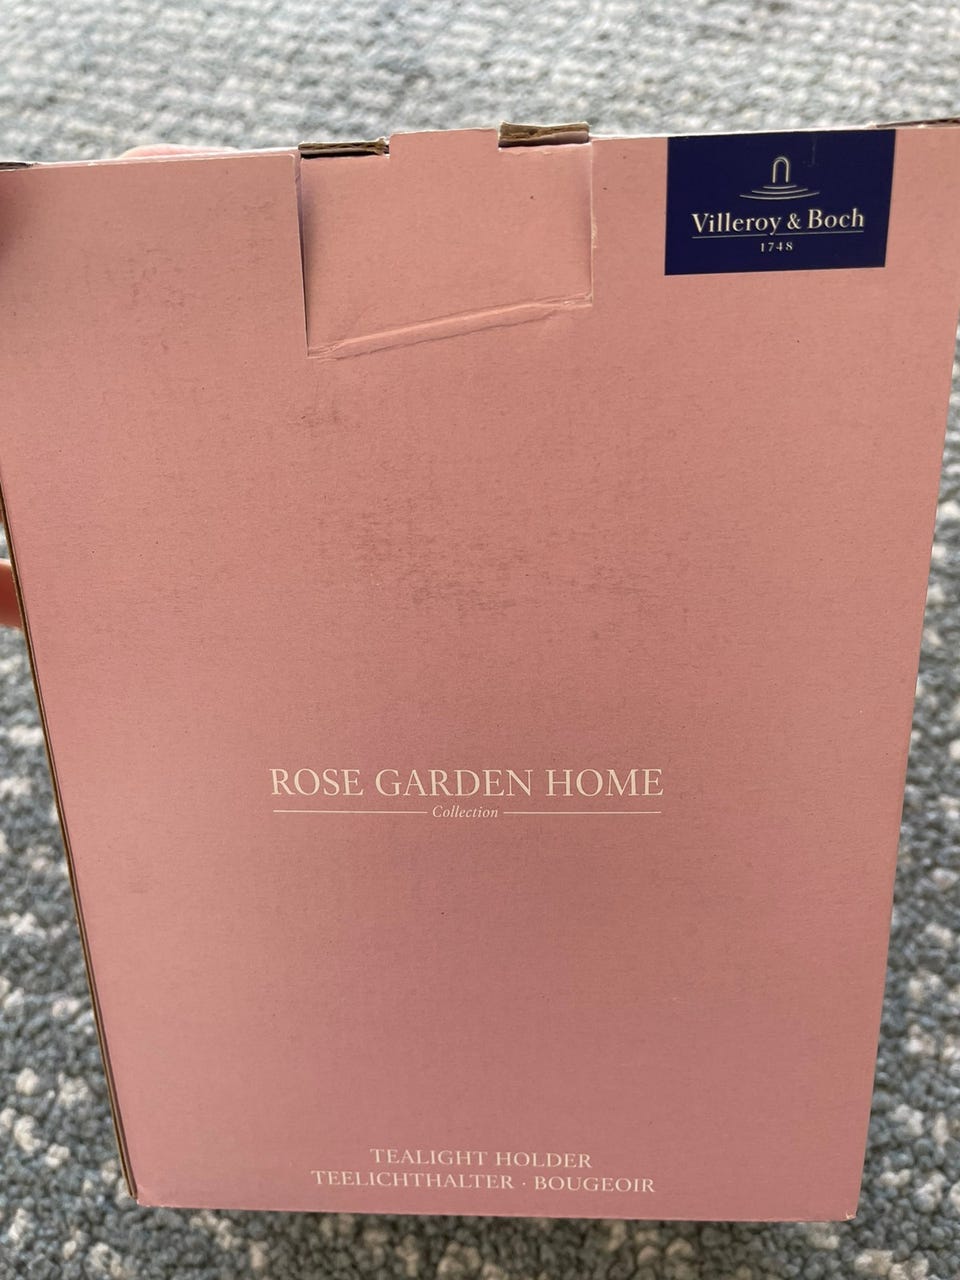 Villeroy & Boch
1748
ROSE GARDEN HOME
Collection
TEALIGHT HOLDER
TEELICHTHALTER · BOUGEOIR